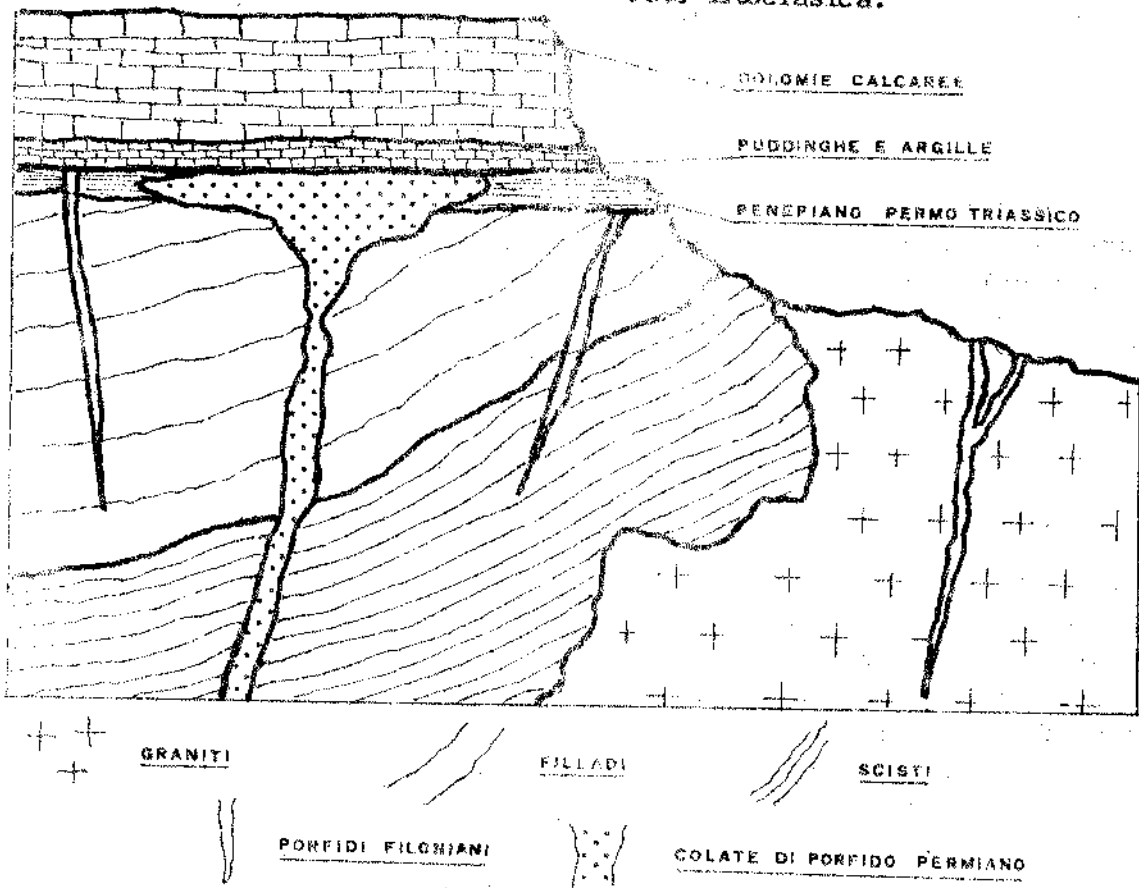 DOLOMIE CALCAREE
PUDDINGHE E ARGILLE
PENEPIANO PERMO TRIASSICO
GRANITI
FILLADI
SCISTI
PORFIDI FILONIANI
COLATE DI PORFIDO PERMIANO